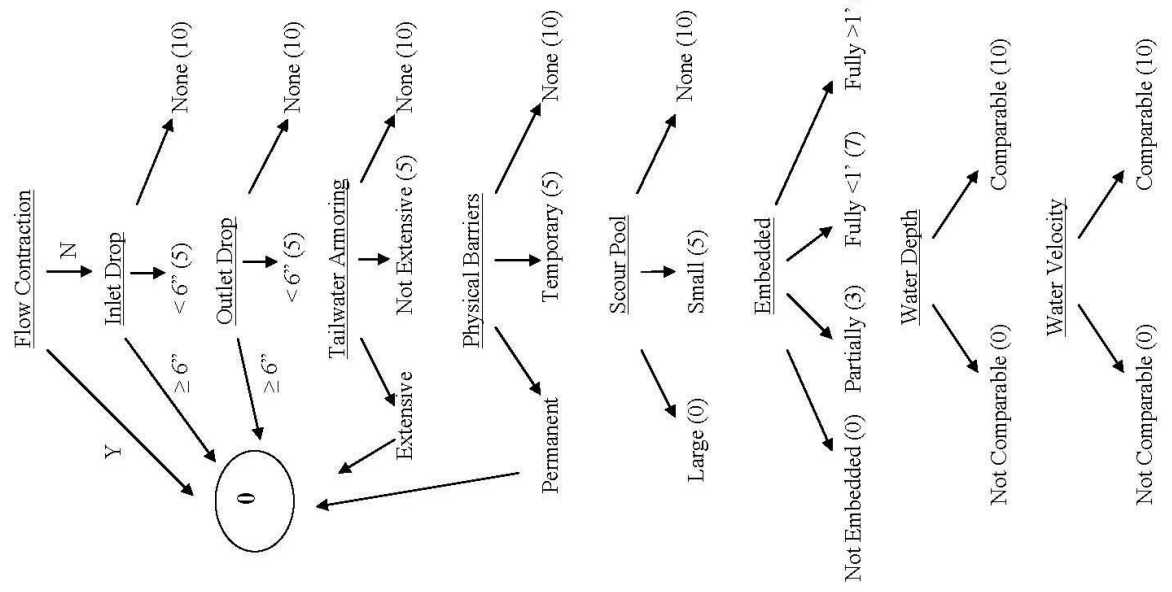 Flow Contraction
Y
N
Inlet Drop
≥ 6”
< 6” (5)
None (10)
0
Outlet Drop
≥ 6”
< 6” (5)
None (10)
Tailwater Armoring
Extensive
Not Extensive (5)
None (10)
Physical Barriers
Permanent
Temporary (5)
None (10)
Scour Pool
Large (0)
Small (5)
None (10)
Embedded
Not Embedded (0)
Partially (3)
Fully <1’ (7)
Fully >1’
Water Depth
Not Comparable (0)
Comparable (10)
Water Velocity
Not Comparable (0)
Comparable (10)